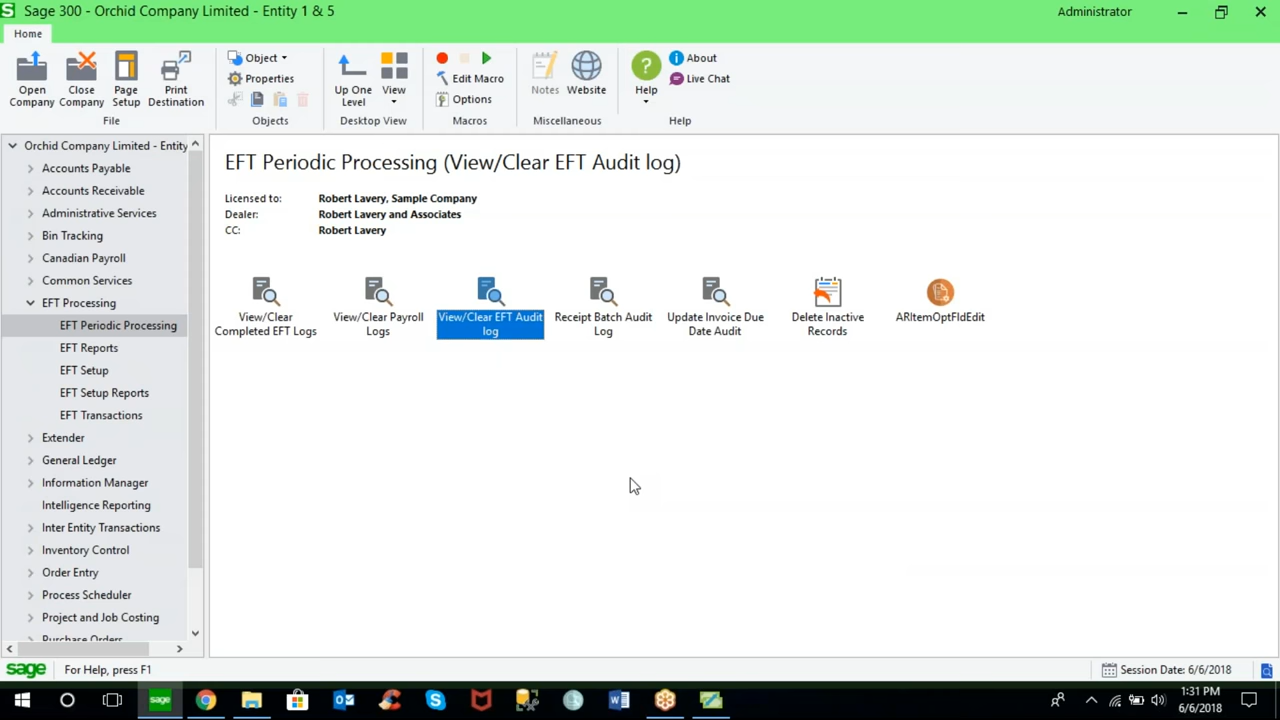 Sage 300 - Orchid Company Limited - Entity 1 & 5
Administrator
Home
Open Company
Close Company
Page Setup
Print Destination
File
Object
Properties
Objects
Up One Level
View
Desktop View
Edit Macro
Options
Macros
Notes
Website
Miscellaneous
Help
About
Live Chat
Help
Orchid Company Limited - Entity
Accounts Payable
Accounts Receivable
Administrative Services
Bin Tracking
Canadian Payroll
Common Services
EFT Processing
EFT Periodic Processing
EFT Reports
EFT Setup
EFT Setup Reports
EFT Transactions
Extender
General Ledger
Information Manager
Intelligence Reporting
Inter Entity Transactions
Inventory Control
Order Entry
Process Scheduler
Project and Job Costing
Purchase Orders
EFT Periodic Processing (View/Clear EFT Audit log)
Licensed to: Robert Lavery, Sample Company
Dealer: Robert Lavery and Associates
CC: Robert Lavery
View/Clear
Completed EFT Logs
View/Clear Payroll
Logs
View/Clear EFT Audit
log
Receipt Batch Audit
Log
Update Invoice Due
Date Audit
Delete Inactive
Records
ARItemOptFldEdit
sage
For Help, press F1
Session Date: 6/6/2018
sage
1:31 PM
6/6/2018